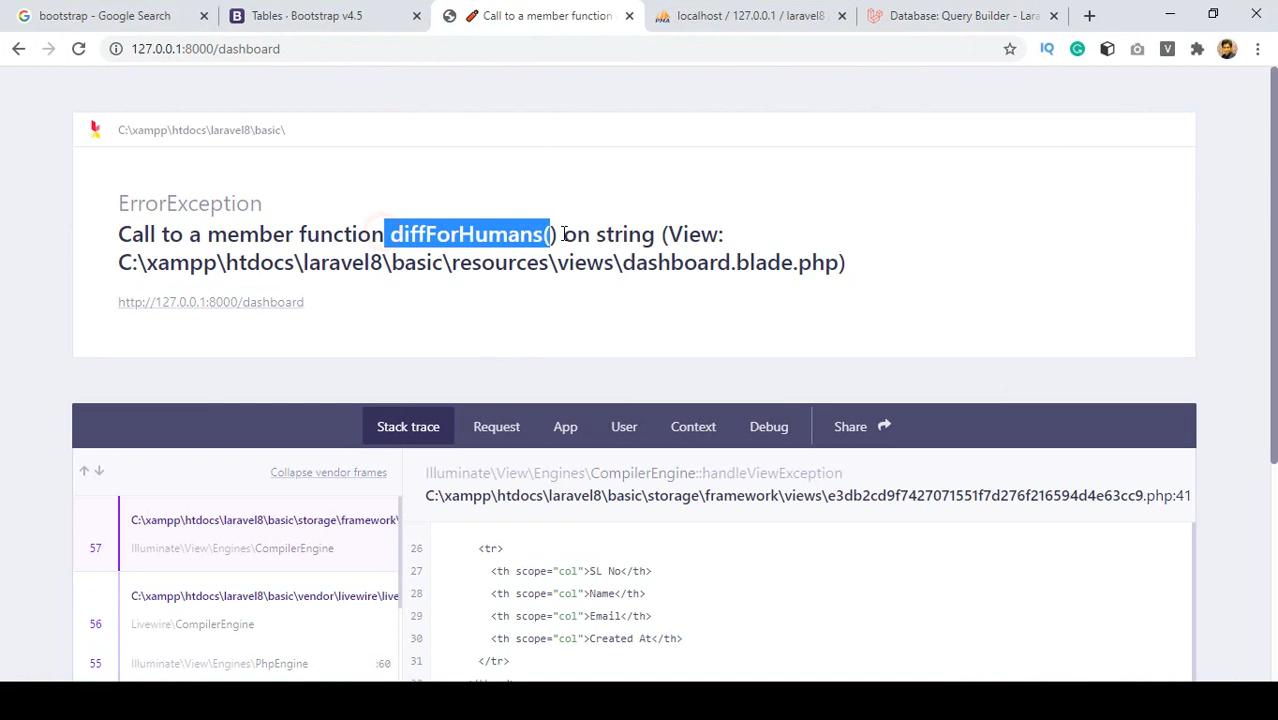 bootstrap - Google Search
Tables · Bootstrap v4.5
Call to a member function
localhost / 127.0.0.1 / laravel8
Database: Query Builder - Lara
127.0.0.1:8000/dashboard
C:\xampp\htdocs\laravel8\basic\
ErrorException
Call to a member function diffForHumans() on string (View:
C:\xampp\htdocs\laravel8\basic\resources\views\dashboard.blade.php)
http://127.0.0.1:8000/dashboard
Stack trace
Request
App
User
Context
Debug
Share
Collapse vendor frames
Illuminate\View\Engines\CompilerEngine::handleViewException
C:\xampp\htdocs\laravel8\basic\storage\framework\views\e3db2cd9f7427071551f7d276f216594d4e63cc9.php:41
C:\xampp\htdocs\laravel8\basic\storage\framework\
57 Illuminate\View\Engines\CompilerEngine
C:\xampp\htdocs\laravel8\basic\vendor\livewire\live
56 Livewire\CompilerEngine
55 Illuminate\View\Engines\PhpEngine :60
26 <tr>
27 <th scope="col">SL No</th>
28 <th scope="col">Name</th>
29 <th scope="col">Email</th>
30 <th scope="col">Created At</th>
31 </tr>